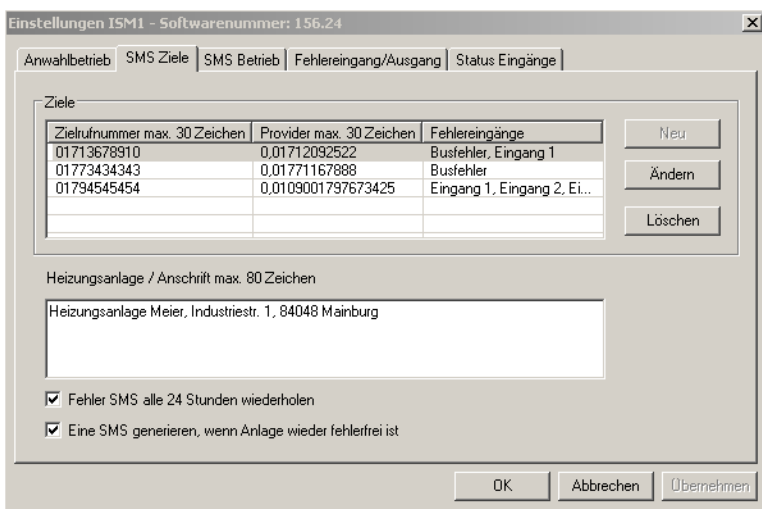 Einstellungen ISM1 - Softwarenummer: 156.24
Anwahlbetrieb SMS Ziele SMS Betrieb Fehlereingang/Ausgang Status Eingänge
Ziele
Zielrufnummer max. 30 Zeichen Provider max. 30 Zeichen Fehlereingänge
01713678910 0,01712092522 Busfehler, Eingang 1
01773434343 0,01771167888 Busfehler
01794545454 0,0109001797673425 Eingang 1, Eingang 2, Ei...
Neu
Ändern
Löschen
Heizungsanlage / Anschrift max. 80 Zeichen
Heizungsanlage Meier, Industriestr. 1, 84048 Mainburg
Fehler SMS alle 24 Stunden wiederholen
Eine SMS generieren, wenn Anlage wieder fehlerfrei ist
OK Abbrechen Übernehmen